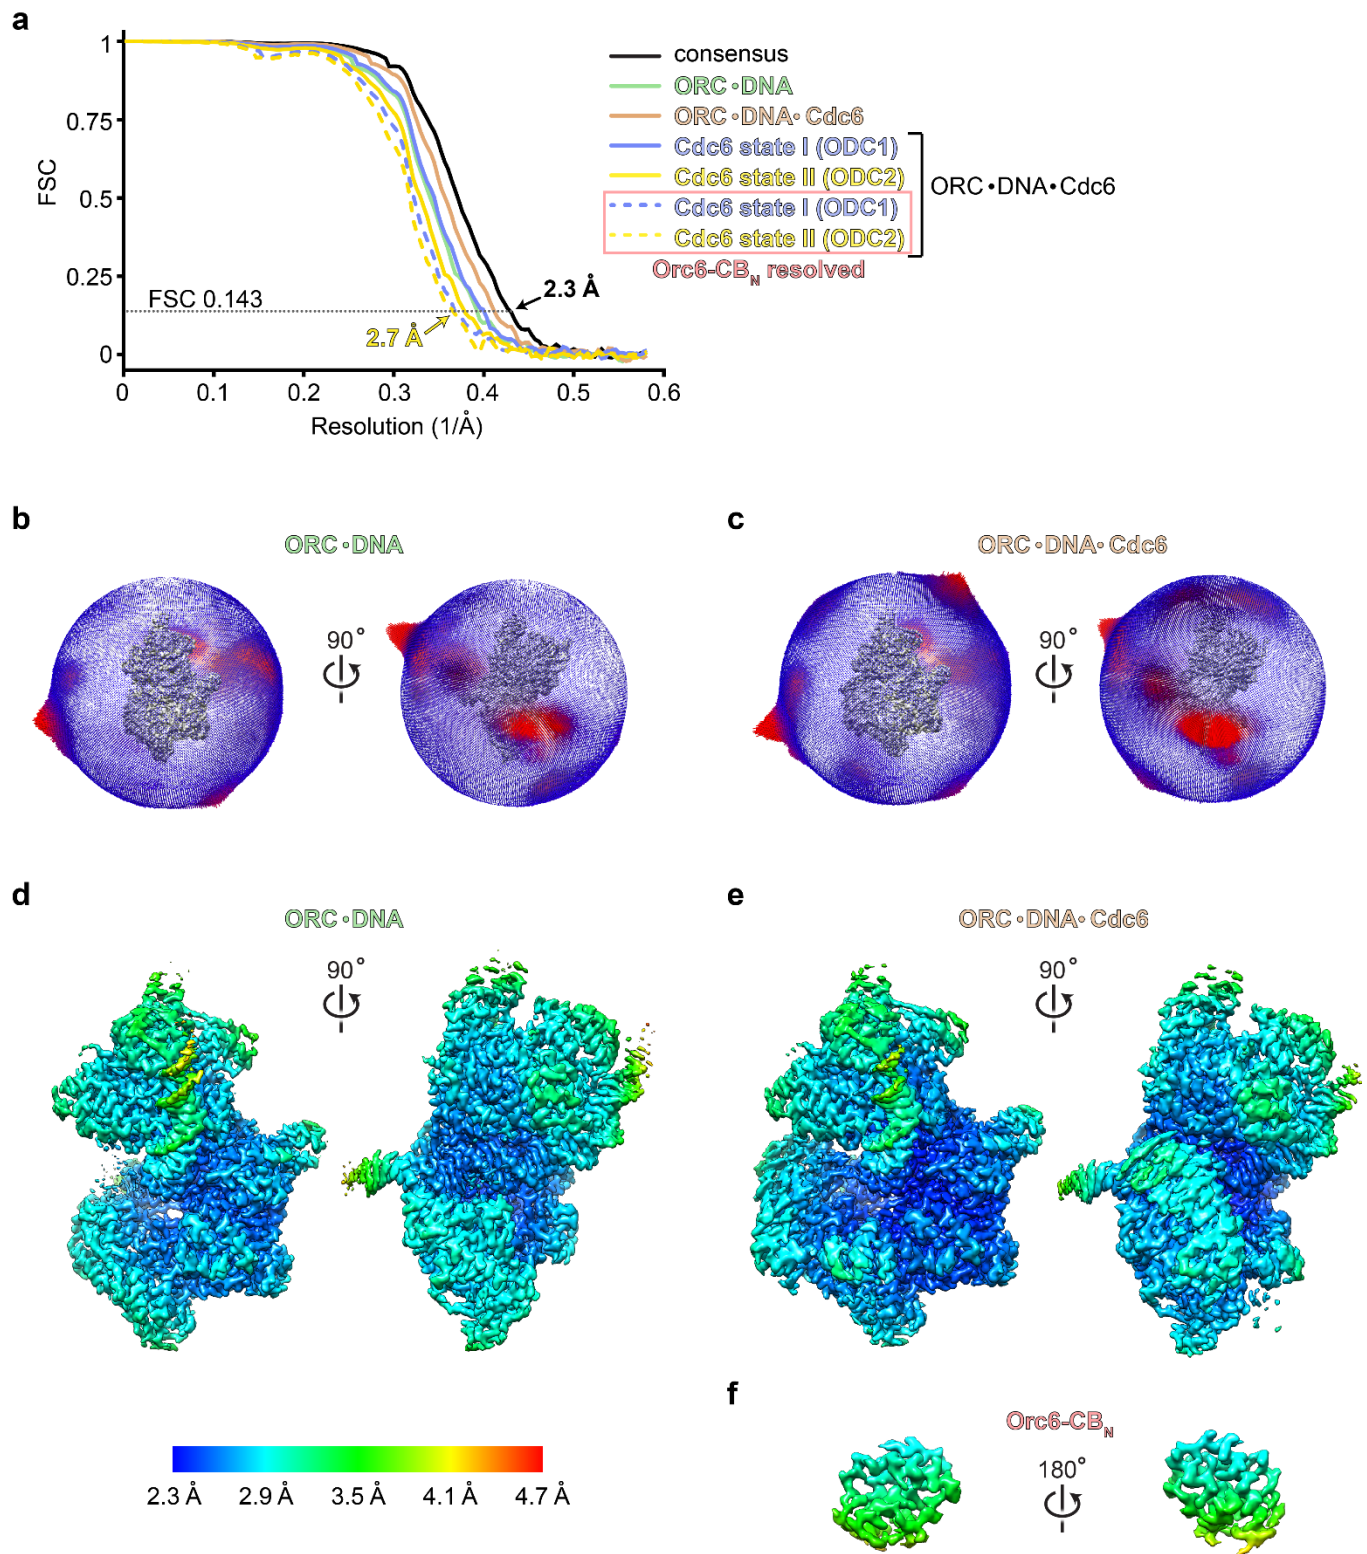 a
1
0.75
0.5
0.25
0
FSC
FSC 0.143
2.3 Å
2.7 Å
0 0.1 0.2 0.3 0.4 0.5 0.6
Resolution (1/Å)
consensus
ORC•DNA
ORC•DNA•Cdc6
Cdc6 state I (ODC1)
Cdc6 state II (ODC2)
Cdc6 state I (ODC1)
Cdc6 state II (ODC2)
Orc6-CBN resolved
ORC•DNA•Cdc6
b
ORC•DNA
90°
c
ORC•DNA•Cdc6
90°
d
ORC•DNA
90°
e
ORC•DNA•Cdc6
90°
2.3 Å 2.9 Å 3.5 Å 4.1 Å 4.7 Å
f
Orc6-CBN
180°